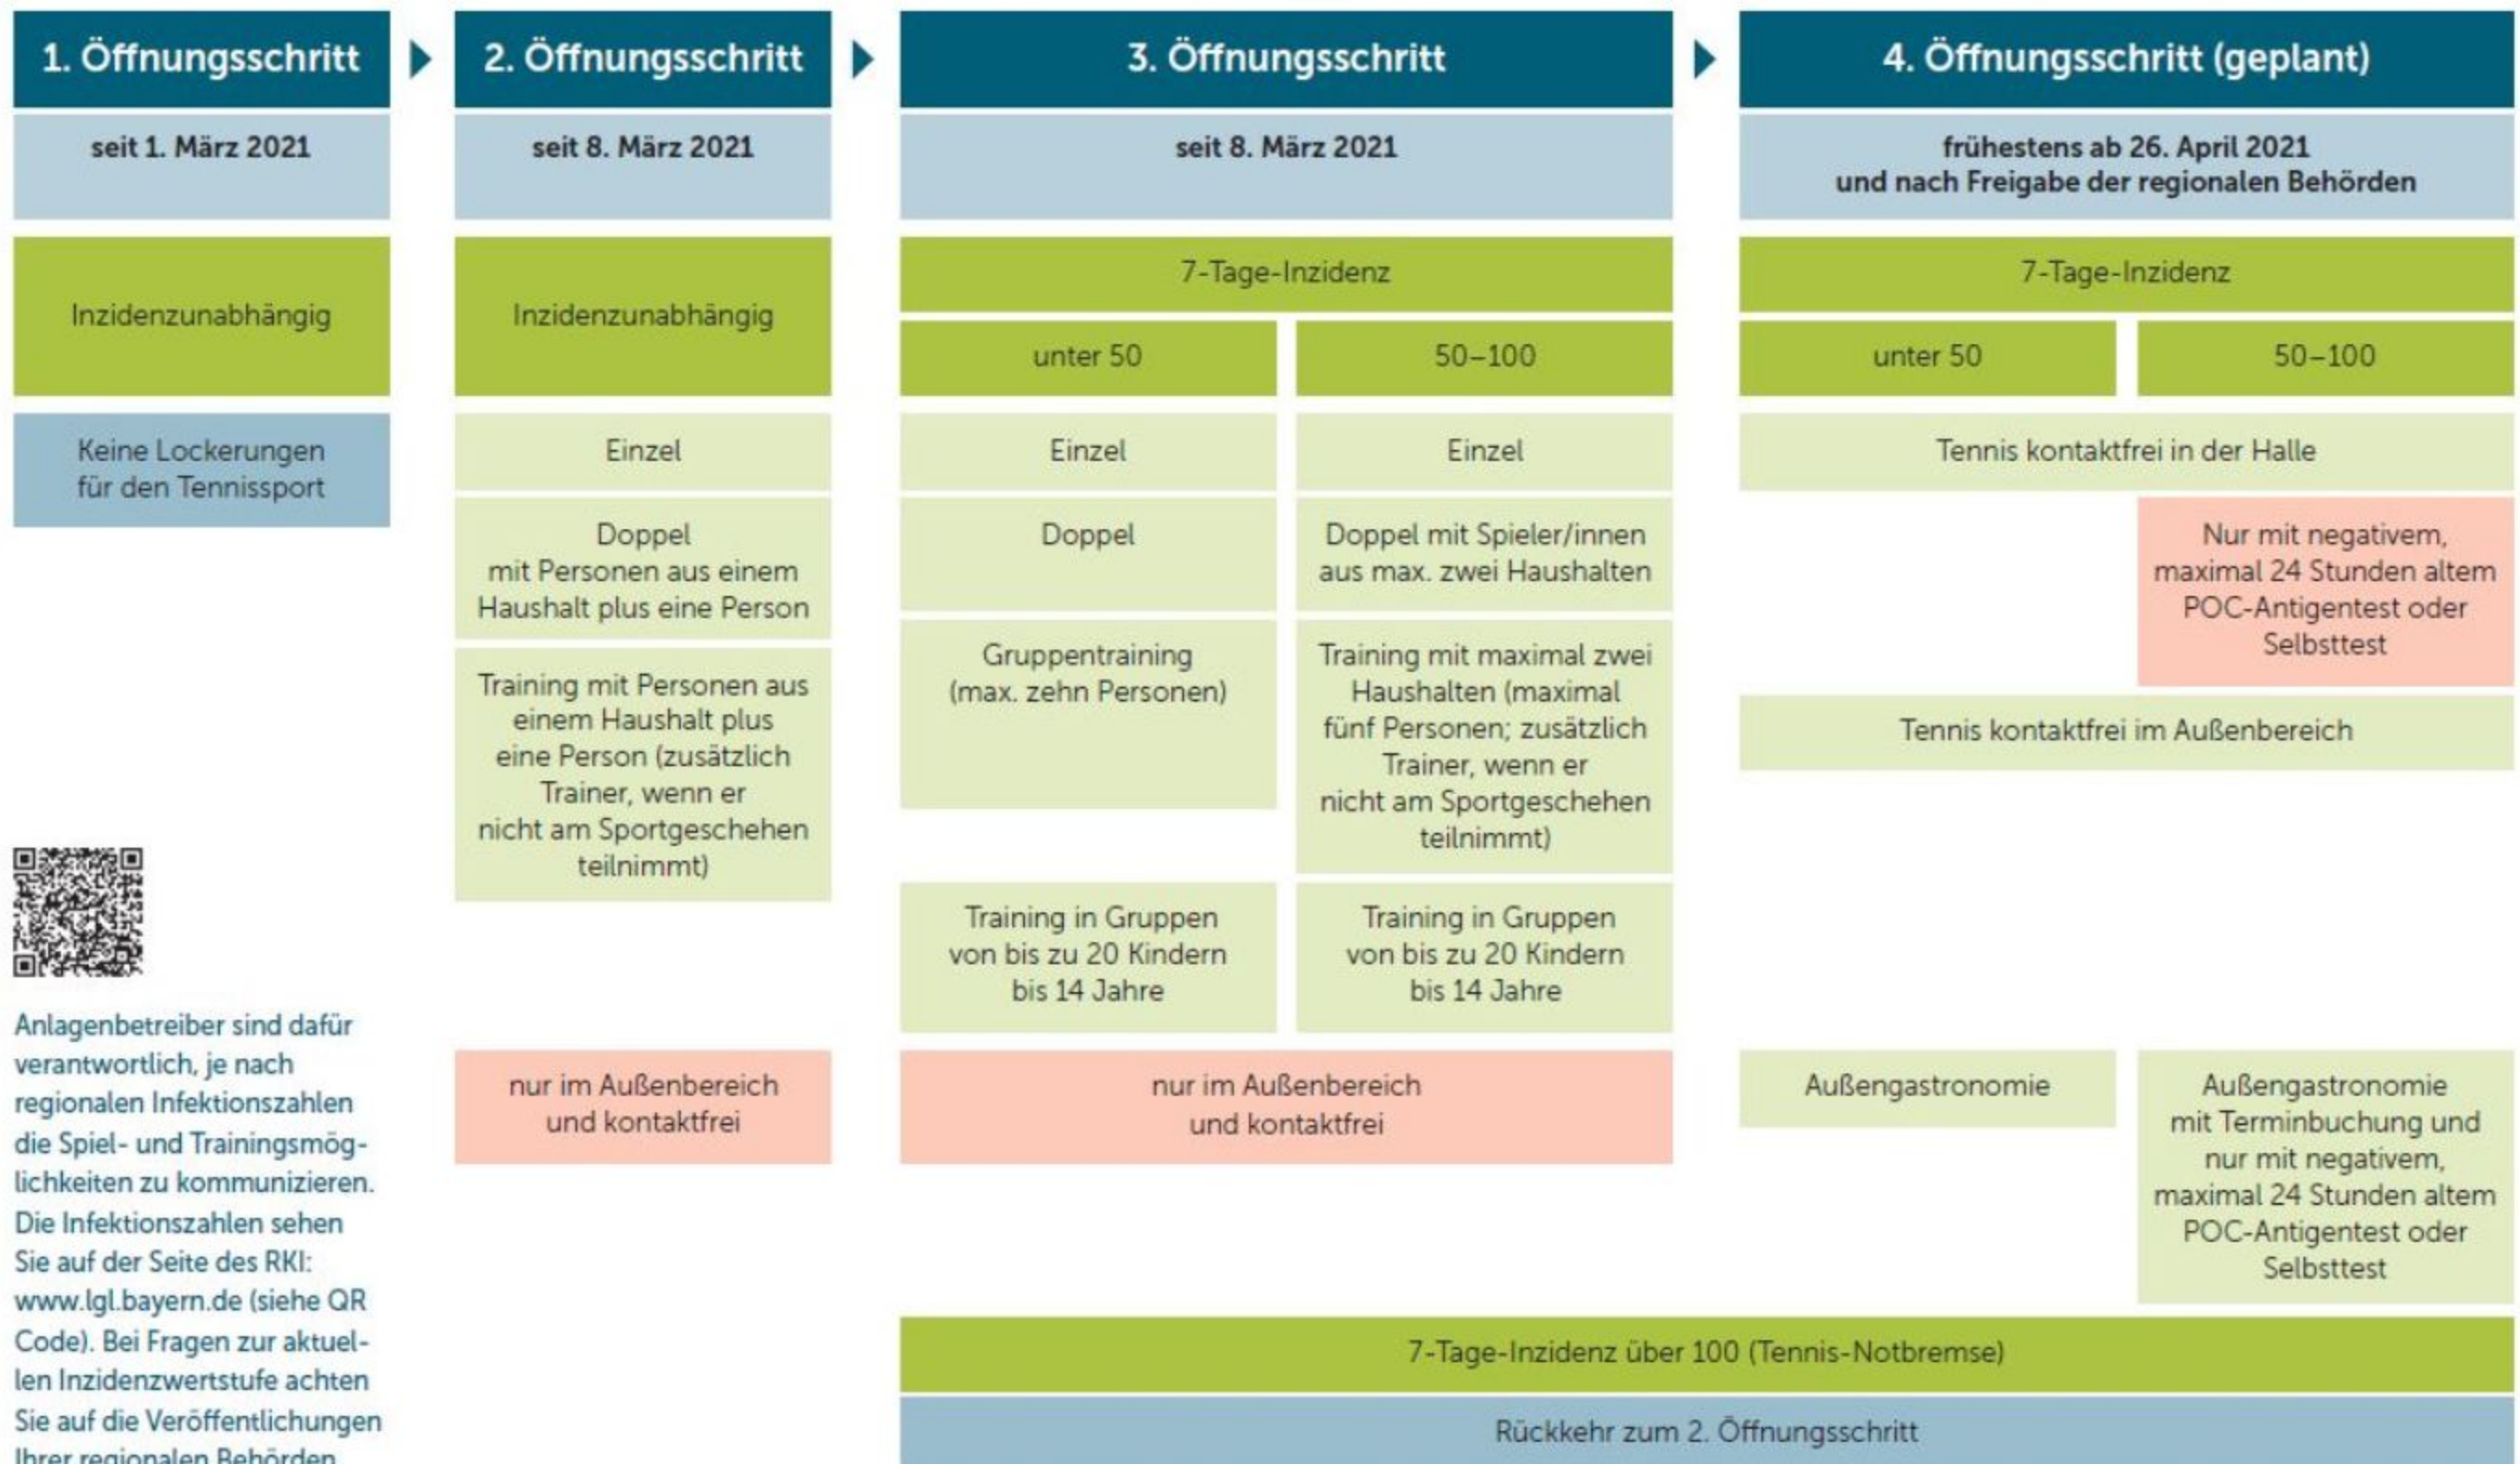 1. Öffnungsschritt
seit 1. März 2021
Inzidenzunabhängig
Keine Lockerungen
für den Tennissport
Anlagenbetreiber sind dafür
verantwortlich, je nach
regionalen Infektionszahlen
die Spiel- und Trainingsmög-
lichkeiten zu kommunizieren.
Die Infektionszahlen sehen
Sie auf der Seite des RKI:
www.lgl.bayern.de (siehe QR
Code). Bei Fragen zur aktuel-
len Inzidenzwertstufe achten
Sie auf die Veröffentlichungen
Ihrer regionalen Behörden
2. Öffnungsschritt
seit 8. März 2021
Inzidenzunabhängig
Einzel
Doppel
mit Personen aus einem
Haushalt plus eine Person
Training mit Personen aus
einem Haushalt plus
eine Person (zusätzlich
Trainer, wenn er
nicht am Sportgeschehen
teilnimmt)
nur im Außenbereich
und kontaktfrei
3. Öffnungsschritt
seit 8. März 2021
7-Tage-Inzidenz
unter 50
Einzel
Doppel
Gruppentraining
(max. zehn Personen)
Training in Gruppen
von bis zu 20 Kindern
bis 14 Jahre
50–100
Einzel
Doppel mit Spieler/innen
aus max. zwei Haushalten
Training mit maximal zwei
Haushalten (maximal
fünf Personen; zusätzlich
Trainer, wenn er
nicht am Sportgeschehen
teilnimmt)
Training in Gruppen
von bis zu 20 Kindern
bis 14 Jahre
nur im Außenbereich
und kontaktfrei
4. Öffnungsschritt (geplant)
frühestens ab 26. April 2021
und nach Freigabe der regionalen Behörden
7-Tage-Inzidenz
unter 50
50–100
Tennis kontaktfrei in der Halle
Nur mit negativem,
maximal 24 Stunden altem
POC-Antigentest oder
Selbsttest
Tennis kontaktfrei im Außenbereich
Außengastronomie
Außengastronomie
mit Terminbuchung und
nur mit negativem,
maximal 24 Stunden altem
POC-Antigentest oder
Selbsttest
7-Tage-Inzidenz über 100 (Tennis-Notbremse)
Rückkehr zum 2. Öffnungsschritt